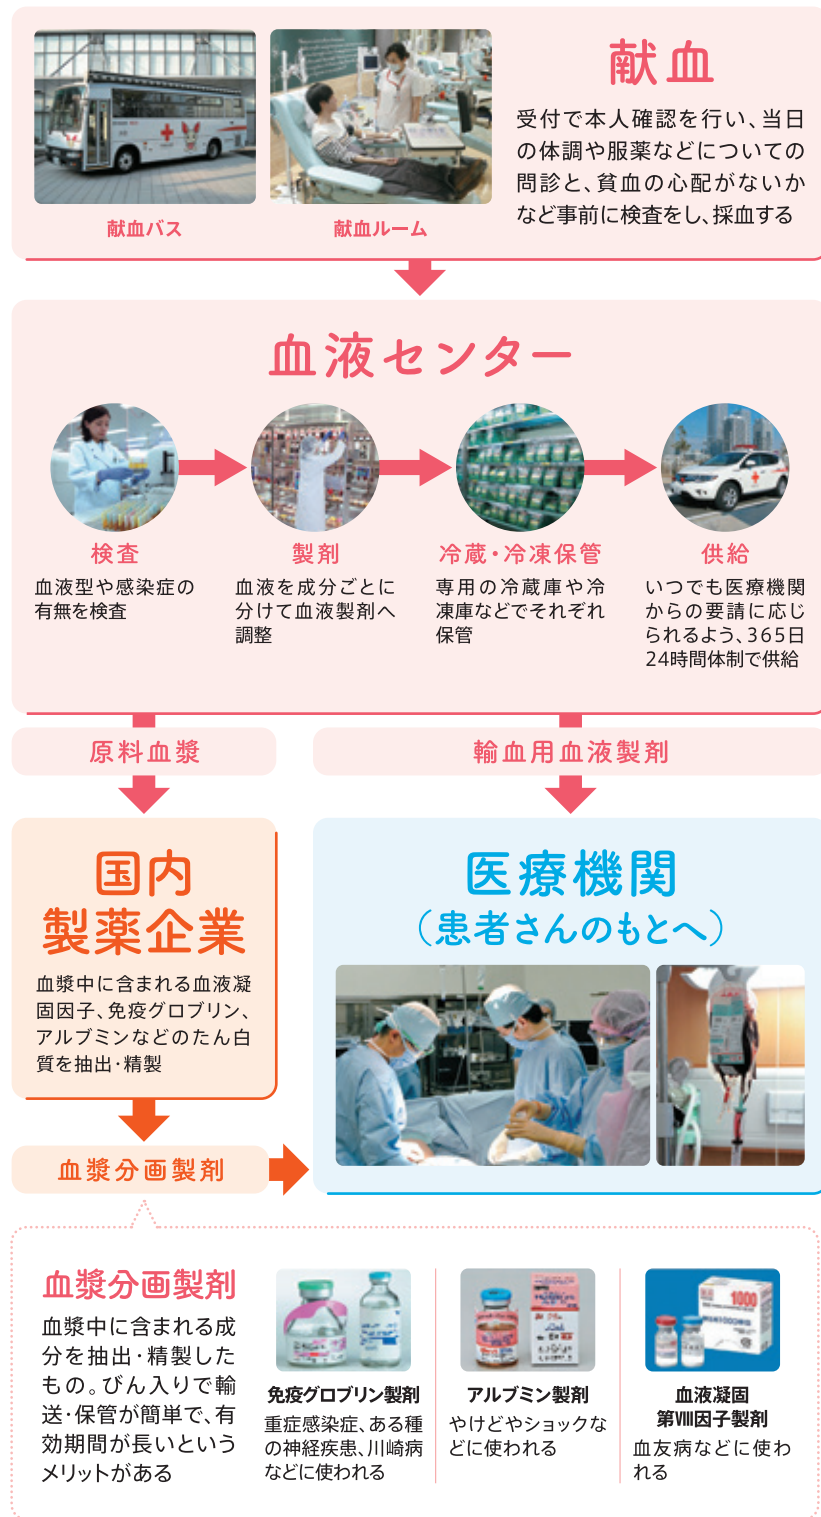 献血
受付で本人確認を行い、当日
の体調や服薬などについての
問診と、貧血の心配がないか
など事前に検査をし、採血する
献血バス
献血ルーム
血液センター
検査
血液型や感染症の
有無を検査
製剤
血液を成分ごとに
分けて血液製剤へ
調整
冷蔵・冷凍保管
専用の冷蔵庫や冷
凍庫などでそれぞれ
保管
供給
いつでも医療機関
からの要請に応じ
られるよう、365日
24時間体制で供給
原料血漿
輸血用血液製剤
国内
製薬企業
血漿中に含まれる血液凝
固因子、免疫グロブリン、
アルブミンなどのたん白
質を抽出・精製
医療機関
（患者さんのもとへ）
血漿分画製剤
血漿分画製剤
血漿中に含まれる成
分を抽出・精製した
もの。びん入りで輸
送・保管が簡単で、有
効期間が長いという
メリットがある
免疫グロブリン製剤
重症感染症、ある種
の神経疾患、川崎病
などに使われる
アルブミン製剤
やけどやショックな
どに使われる
1000
血液凝固
第Ⅷ因子製剤
血友病などに使わ
れる